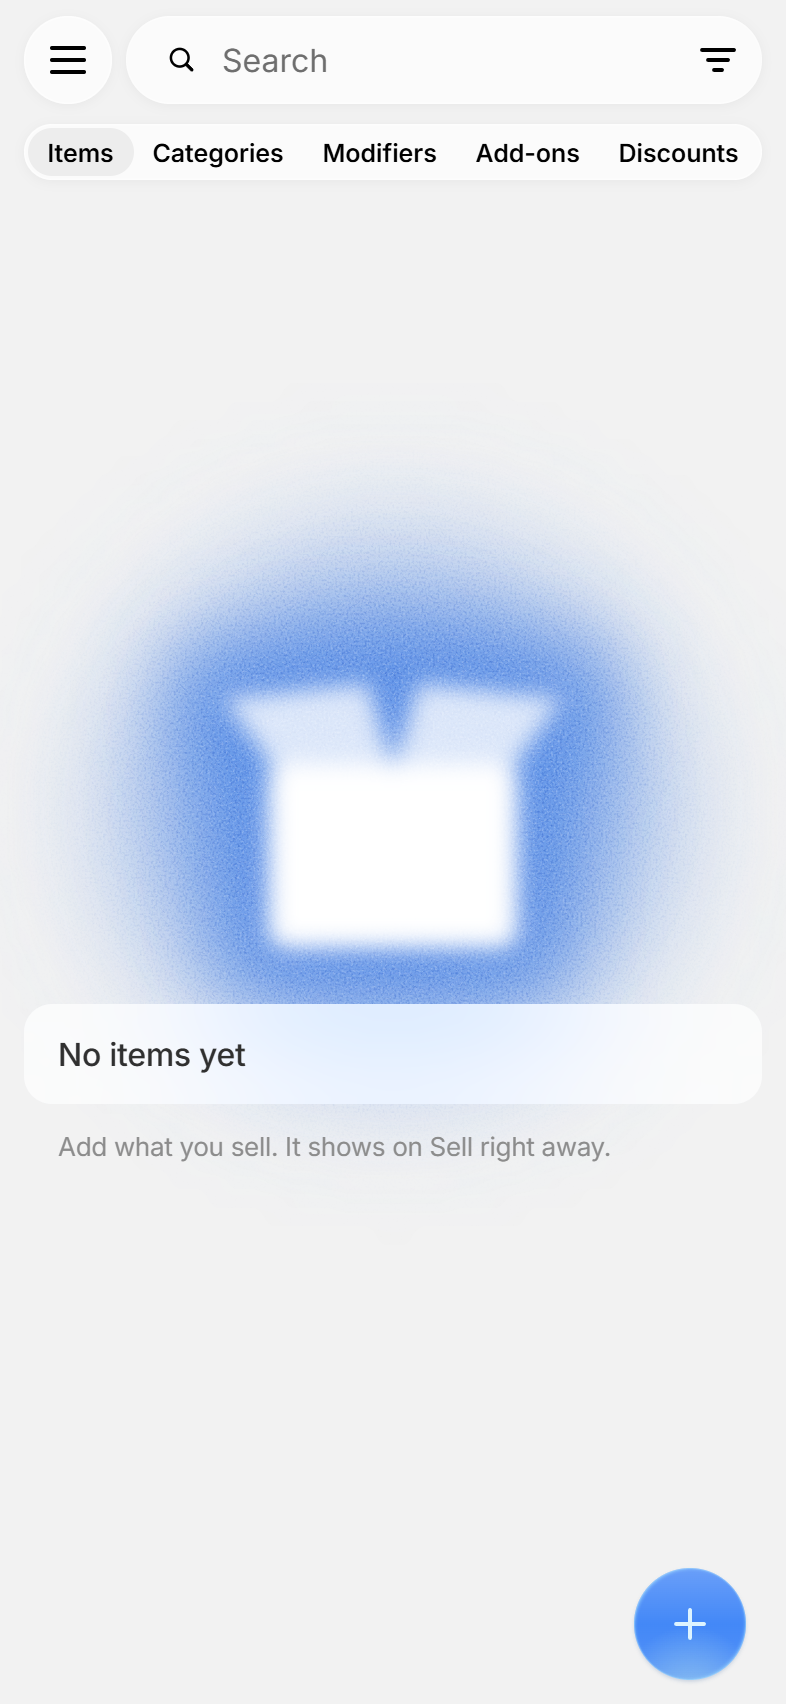 Search
Items Categories Modifiers Add-ons Discounts
No items yet
Add what you sell. It shows on Sell right away.